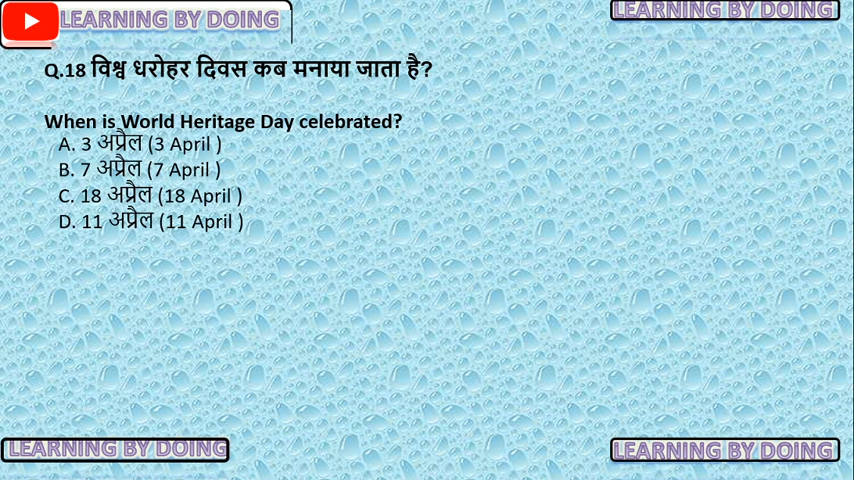 LEARNING BY DOING
LEARNING BY DOING
Q.18 विश्व धरोहर दिवस कब मनाया जाता है?
When is World Heritage Day celebrated?
A. 3 अप्रैल (3 April )
B. 7 अप्रैल (7 April )
C. 18 अप्रैल (18 April )
D. 11 अप्रैल (11 April )
LEARNING BY DOING
LEARNING BY DOING